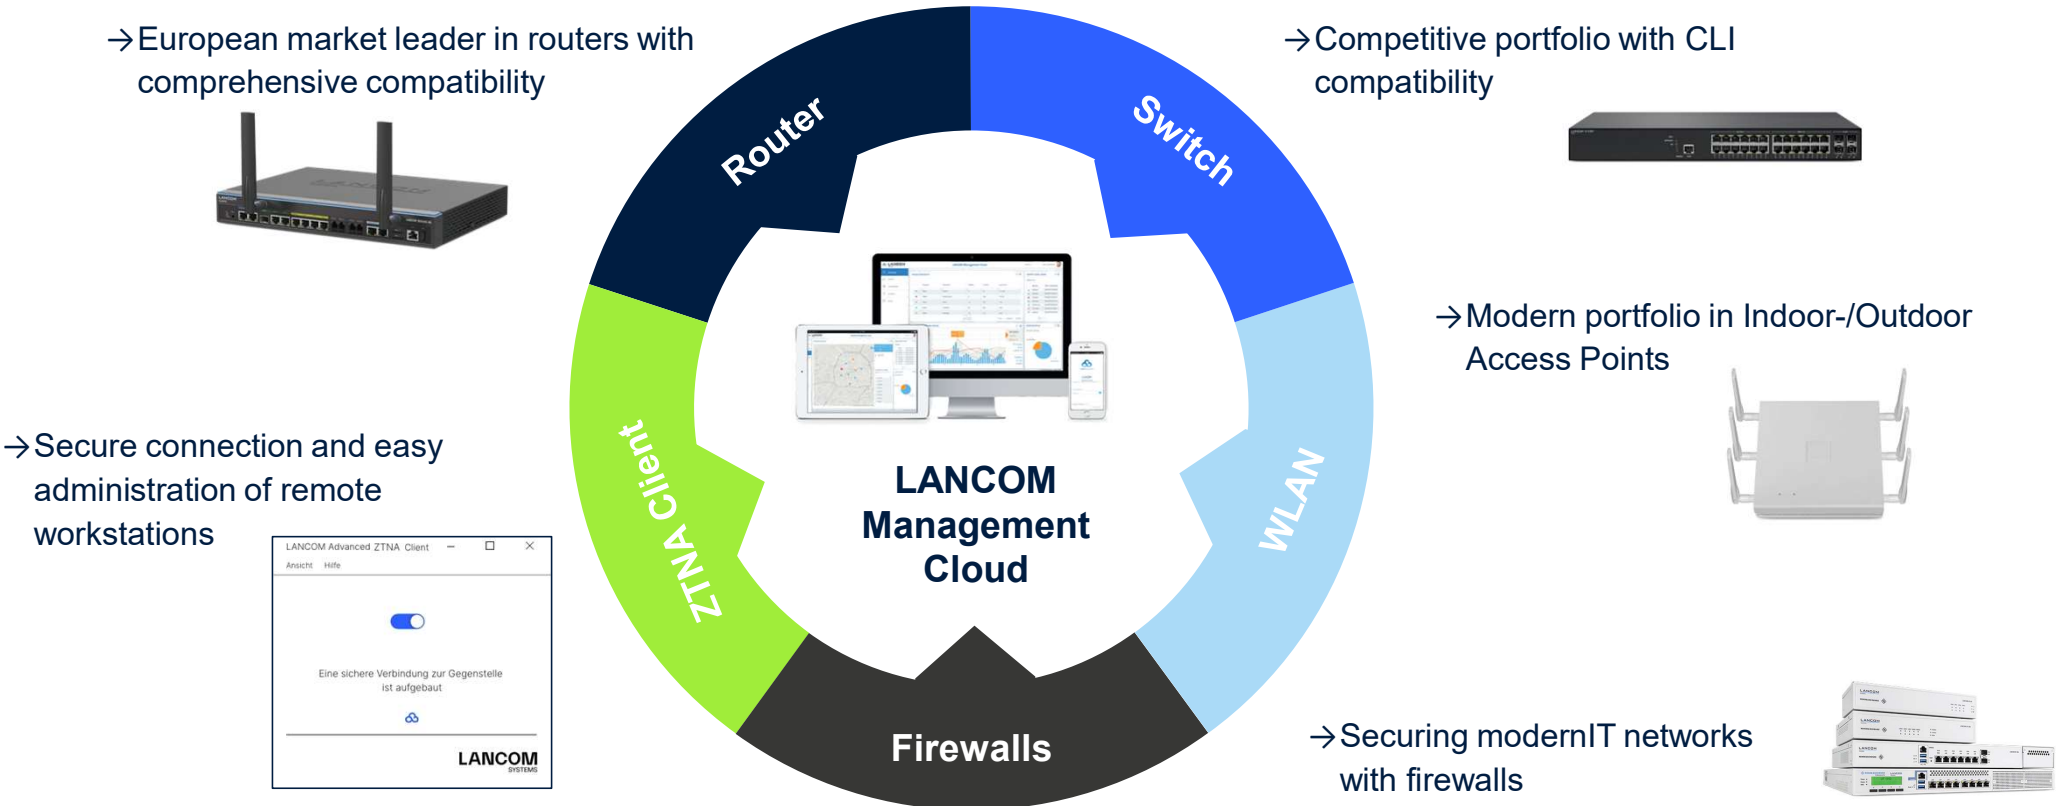 →European market leader in routers with
comprehensive compatibility
→Competitive portfolio with CLI
compatibility
Router
Switch
→Modern portfolio in Indoor-/Outdoor
Access Points
→Secure connection and easy
administration of remote
workstations
ZTNA Client
WLAN
LANCOM
Management
Cloud
LANCOM Advanced ZTNA Client
Ansicht Hilfe
Eine sichere Verbindung zur Gegenstelle
ist aufgebaut
LANCOM
SYSTEMS
Firewalls
→Securing modernIT networks
with firewalls
LANCOM
LANCOM
LANCOM